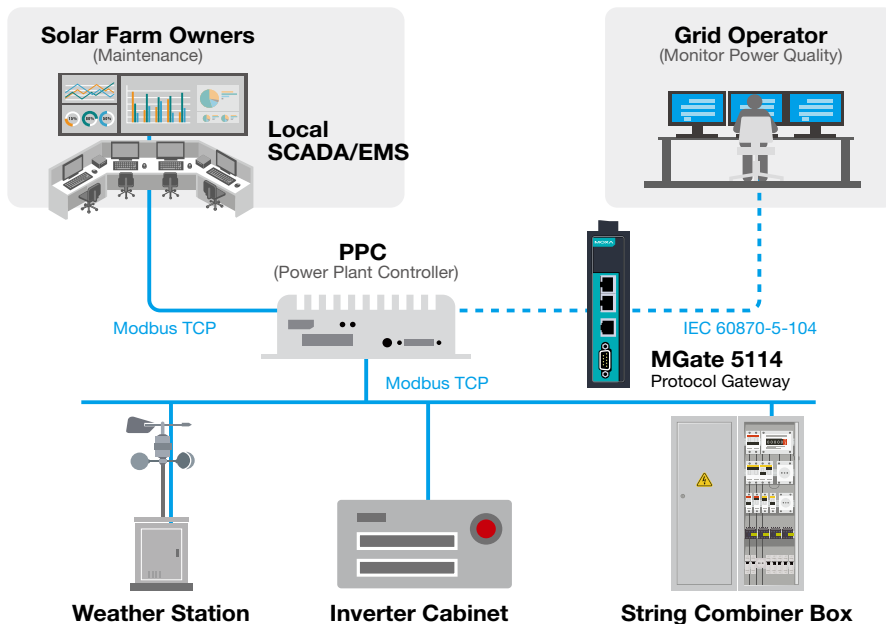 Solar Farm Owners
(Maintenance)
Grid Operator
(Monitor Power Quality)
Local
SCADA/EMS
PPC
(Power Plant Controller)
MOXA
Modbus TCP
IEC 60870-5-104
MGate 5114
Protocol Gateway
Modbus TCP
Weather Station
Inverter Cabinet
String Combiner Box